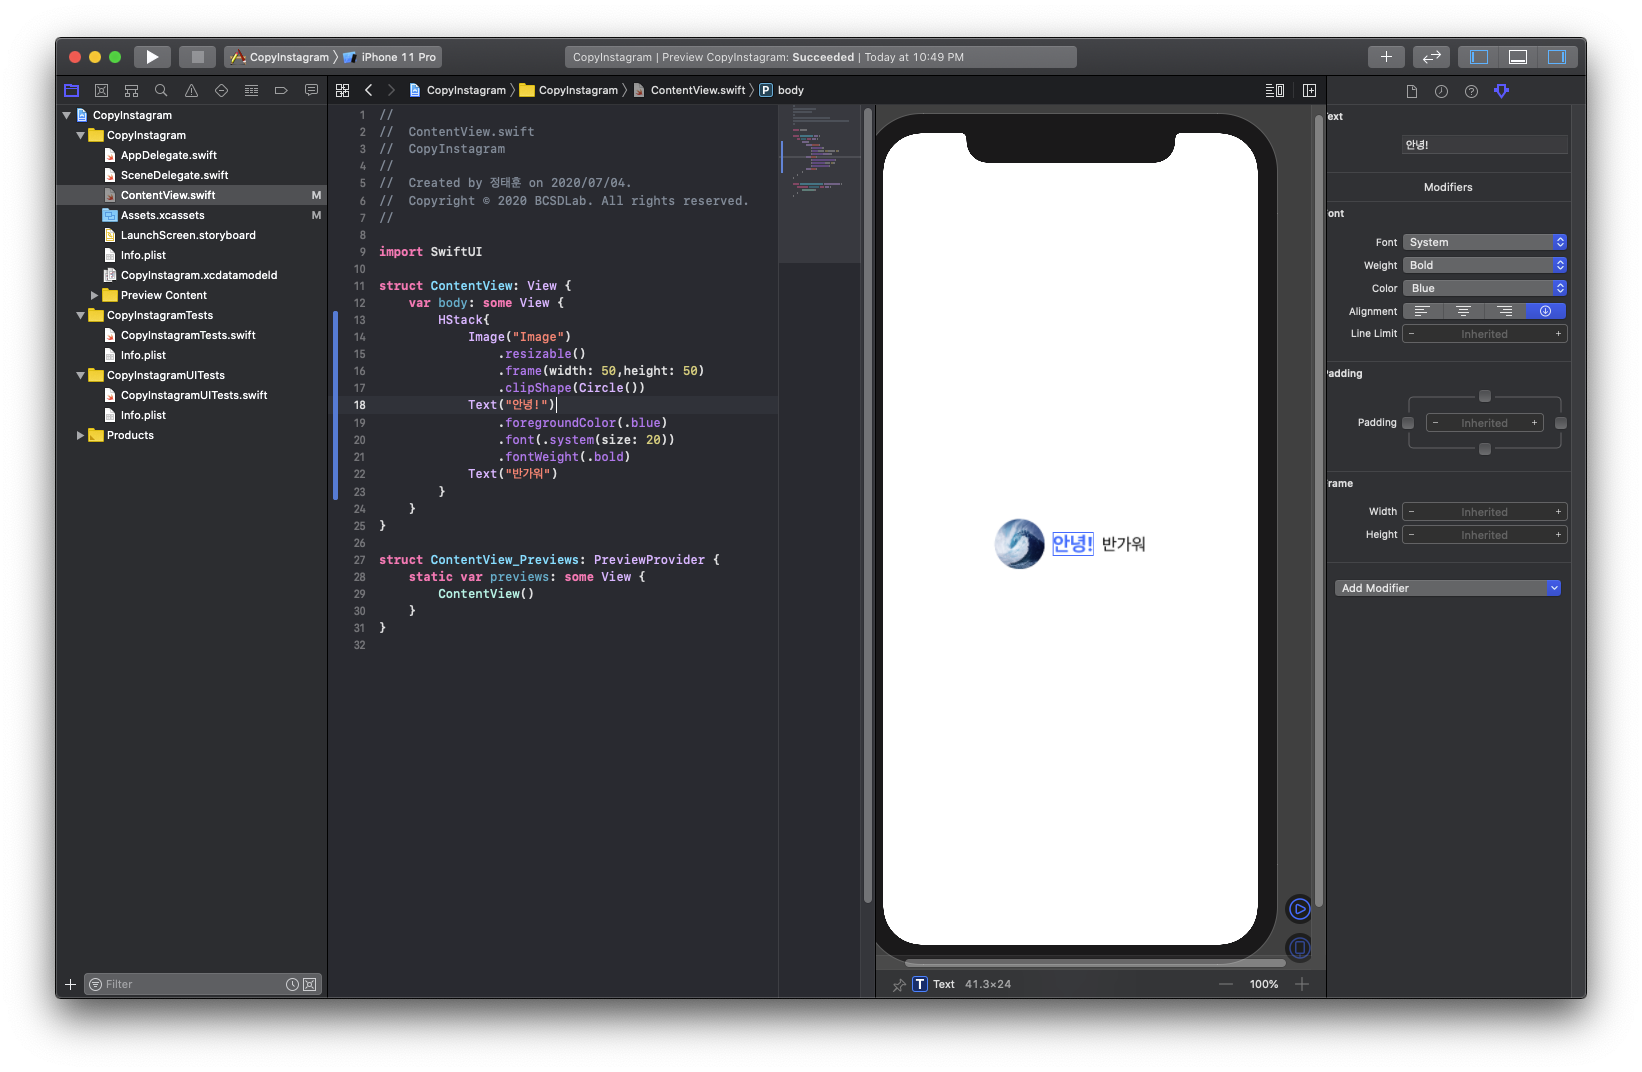 CopyInstagram iPhone 11 Pro
CopyInstagram | Preview CopyInstagram: Succeeded | Today at 10:49 PM
CopyInstagram
CopyInstagram
AppDelegate.swift
SceneDelegate.swift
ContentView.swift M
Assets.xcassets M
LaunchScreen.storyboard
Info.plist
CopyInstagram.xcdatamodeld
Preview Content
CopyInstagramTests
CopyInstagramTests.swift
Info.plist
CopyInstagramUITests
CopyInstagramUITests.swift
Info.plist
Products
Filter
CopyInstagram CopyInstagram ContentView.swift P body
1 //
2 //  ContentView.swift
3 //  CopyInstagram
4 //
5 //  Created by 정태훈 on 2020/07/04.
6 //  Copyright © 2020 BCSDLab. All rights reserved.
7 //
8
9 import SwiftUI
10
11 struct ContentView: View {
12     var body: some View {
13         HStack{
14             Image("Image")
15                 .resizable()
16                 .frame(width: 50,height: 50)
17                 .clipShape(Circle())
18             Text("안녕!")
19                 .foregroundColor(.blue)
20                 .font(.system(size: 20))
21                 .fontWeight(.bold)
22             Text("반가워")
23         }
24     }
25 }
26
27 struct ContentView_Previews: PreviewProvider {
28     static var previews: some View {
29         ContentView()
30     }
31 }
32
안녕! 반가워
T Text 41.3×24
100%
ext
안녕!
Modifiers
ont
Font System
Weight Bold
Color Blue
Alignment
Line Limit − Inherited +
Padding
Padding − Inherited +
rame
Width − Inherited +
Height − Inherited +
Add Modifier